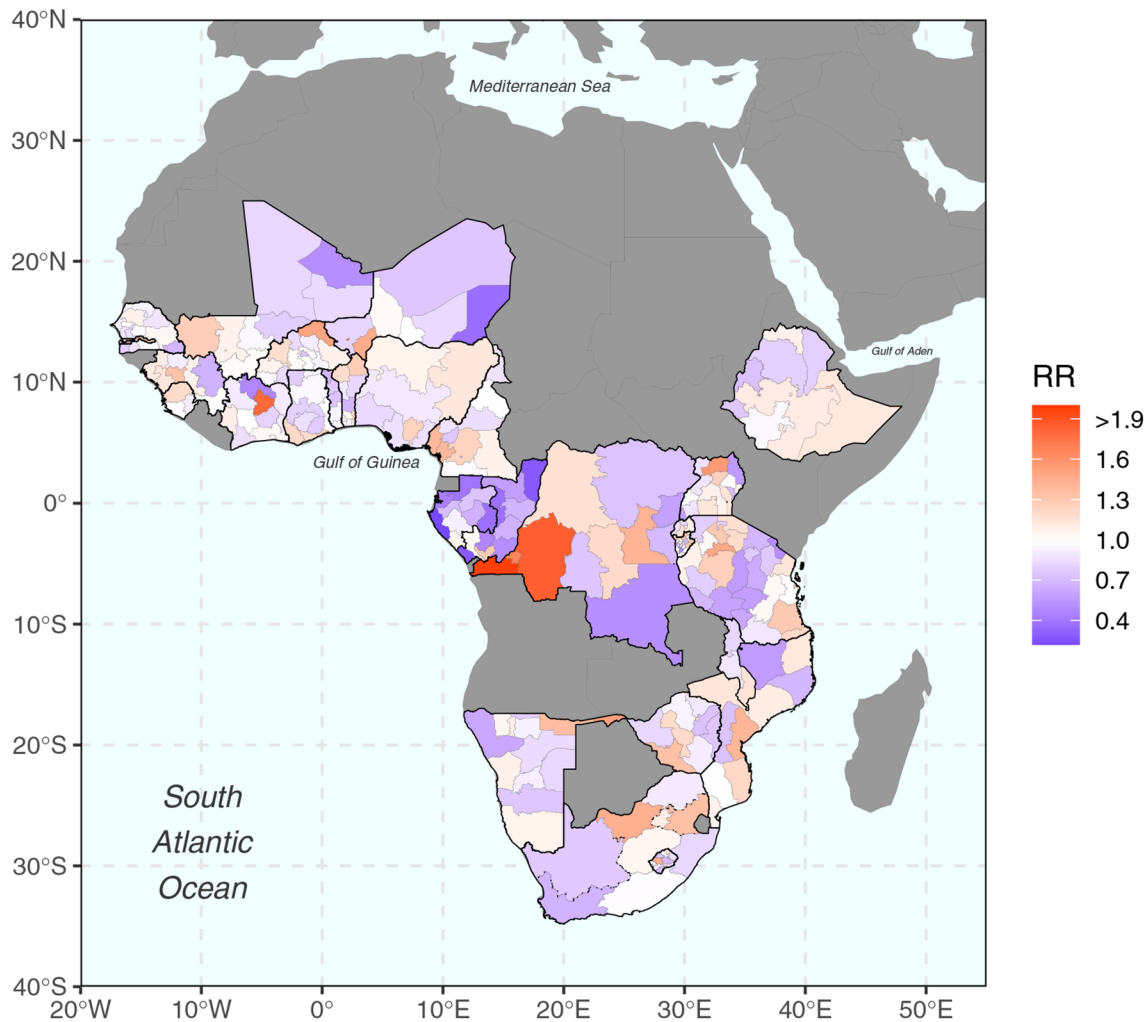 40°N
Mediterranean Sea
30°N
20°N
Gulf of Aden
10°N
RR
>1.9
Gulf of Guinea
1.6
0°
1.3
1.0
0.7
10°S
0.4
20°S
South
Atlantic
30°S
Ocean
40°S
20°W 10°W 0° 10°E 20°E 30°E 40°E 50°E